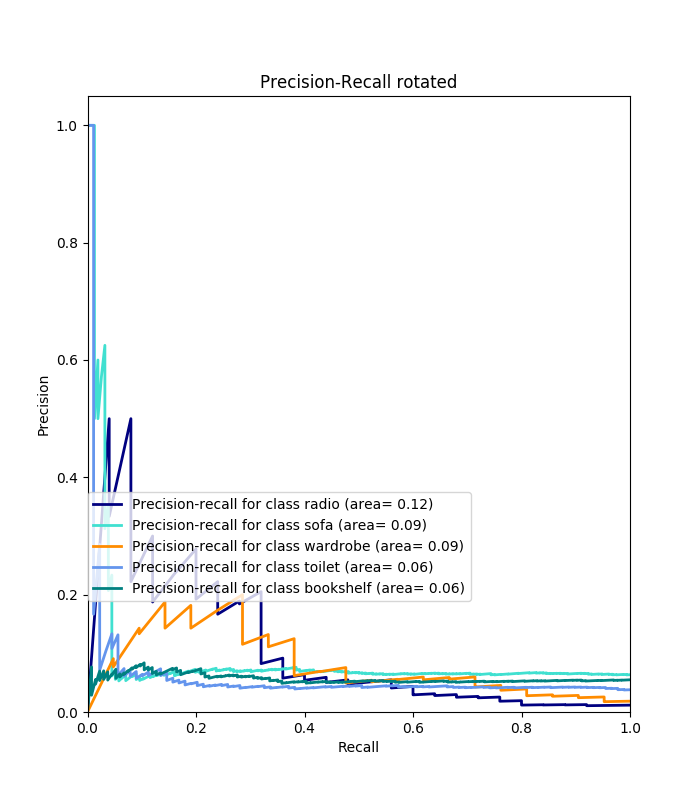 Precision-Recall rotated
1.0
0.8
0.6
0.4
0.2
0.0
Precision
Precision-recall for class radio (area= 0.12)
Precision-recall for class sofa (area= 0.09)
Precision-recall for class wardrobe (area= 0.09)
Precision-recall for class toilet (area= 0.06)
Precision-recall for class bookshelf (area= 0.06)
0.0 0.2 0.4 0.6 0.8 1.0
Recall